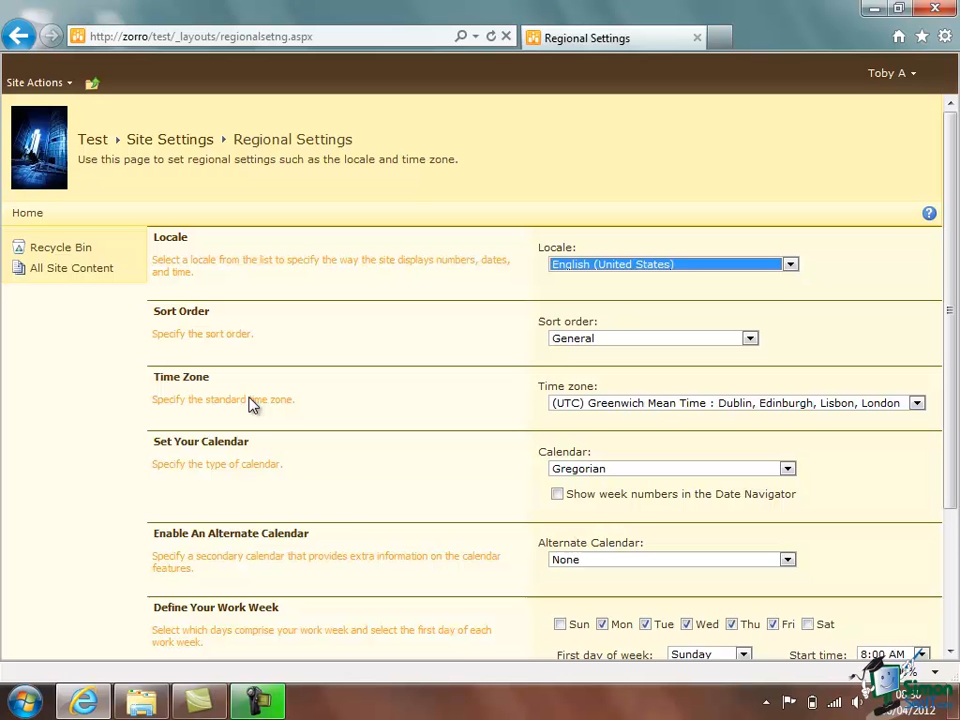 http://zorro/test/_layouts/regionalsetng.aspx
Regional Settings
Site Actions
Toby A
Test Site Settings Regional Settings
Use this page to set regional settings such as the locale and time zone.
Home
Recycle Bin
All Site Content
Locale
Select a locale from the list to specify the way the site displays numbers, dates,
and time.
Locale:
English (United States)
Sort Order
Specify the sort order.
Sort order:
General
Time Zone
Specify the standard time zone.
Time zone:
(UTC) Greenwich Mean Time : Dublin, Edinburgh, Lisbon, London
Set Your Calendar
Specify the type of calendar.
Calendar:
Gregorian
Show week numbers in the Date Navigator
Enable An Alternate Calendar
Specify a secondary calendar that provides extra information on the calendar
features.
Alternate Calendar:
None
Define Your Work Week
Select which days comprise your work week and select the first day of each
work week.
Sun Mon Tue Wed Thu Fri Sat
First day of week: Sunday Start time: 8:00 AM